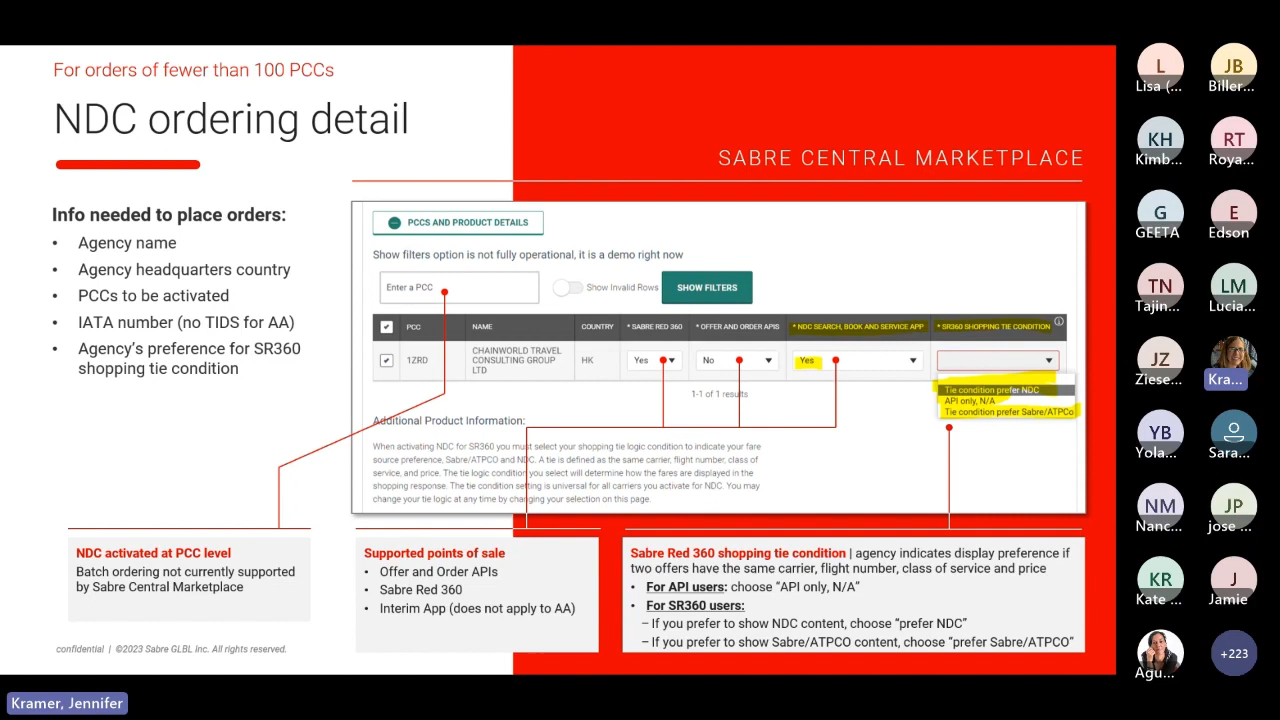 For orders of fewer than 100 PCCs
NDC ordering detail
SABRE CENTRAL MARKETPLACE
Info needed to place orders:
• Agency name
• Agency headquarters country
• PCCs to be activated
• IATA number (no TIDS for AA)
• Agency's preference for SR360
shopping tie condition
PCCS AND PRODUCT DETAILS
Show filters option is not fully operational, it is a demo right now
Enter a PCC
Show Invalid Rows
SHOW FILTERS
PCC NAME COUNTRY * SABRE RED 360 * OFFER AND ORDER APIS * NDC SEARCH, BOOK AND SERVICE APP * SR360 SHOPPING TIE CONDITION
1ZRD CHAINWORLD TRAVEL CONSULTING GROUP LTD HK Yes No Yes
Tie condition prefer NDC
API only, N/A
Tie condition prefer Sabre/ATPCo
1-1 of 1 results
Additional Product Information:
When activating NDC for SR360 you must select your shopping tie logic condition to indicate your fare
source preference, Sabre/ATPCO and NDC. A tie is defined as the same carrier, flight number, class of
service, and price. The tie logic condition you select will determine how the fares are displayed in the
shopping response. The tie condition setting is universal for all carriers you activate for NDC. You may
change your tie logic at any time by changing your selection on this page.
NDC activated at PCC level
Batch ordering not currently supported
by Sabre Central Marketplace
Supported points of sale
• Offer and Order APIs
• Sabre Red 360
• Interim App (does not apply to AA)
Sabre Red 360 shopping tie condition | agency indicates display preference if
two offers have the same carrier, flight number, class of service and price
• For API users: choose "API only, N/A"
• For SR360 users:
– If you prefer to show NDC content, choose "prefer NDC"
– If you prefer to show Sabre/ATPCO content, choose "prefer Sabre/ATPCO"
confidential | ©2023 Sabre GLBL Inc. All rights reserved.
L JB
Lisa (... Biller...
KH RT
Kimb... Roya...
G E
GEETA Edson
TN LM
Tajin... Lucia...
JZ
Ziese... Kra...
YB
Yola... Sara...
NM JP
Nanc... jose ...
KR J
Kate ... Jamie
Agu... +223
Kramer, Jennifer